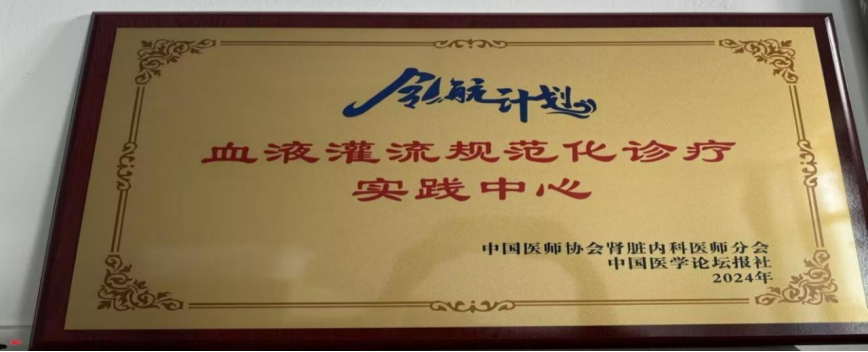 领航计划
血液灌流规范化诊疗
实践中心
中国医师协会肾脏内科医师分会
中国医学论坛报社
2024年